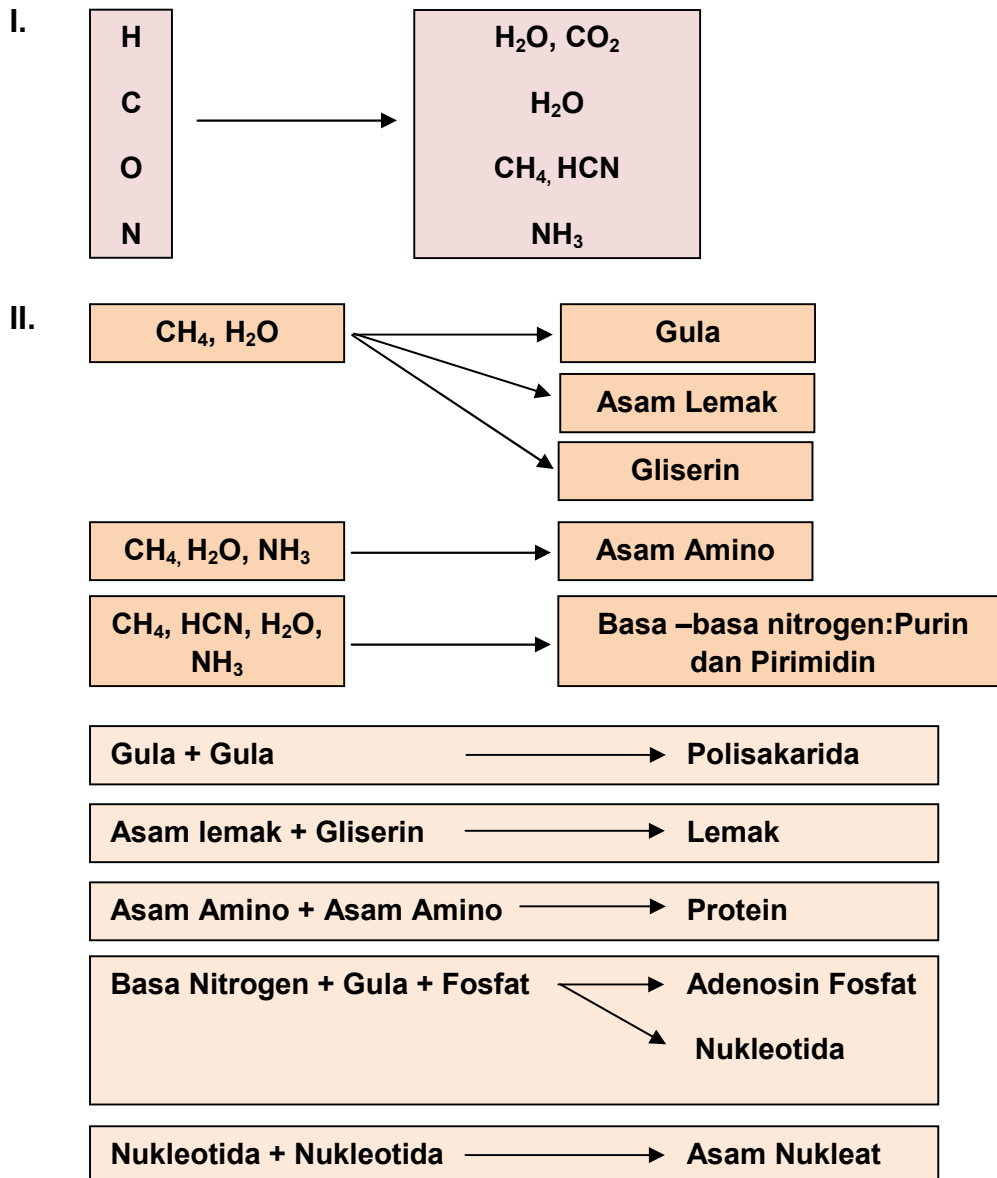 I.
H
C
O
N
H₂O, CO₂
H₂O
CH₄, HCN
NH₃
II.
CH₄, H₂O
Gula
Asam Lemak
Gliserin
CH₄, H₂O, NH₃
Asam Amino
CH₄, HCN, H₂O,
NH₃
Basa –basa nitrogen:Purin
dan Pirimidin
Gula + Gula
Polisakarida
Asam lemak + Gliserin
Lemak
Asam Amino + Asam Amino
Protein
Basa Nitrogen + Gula + Fosfat
Adenosin Fosfat
Nukleotida
Nukleotida + Nukleotida
Asam Nukleat